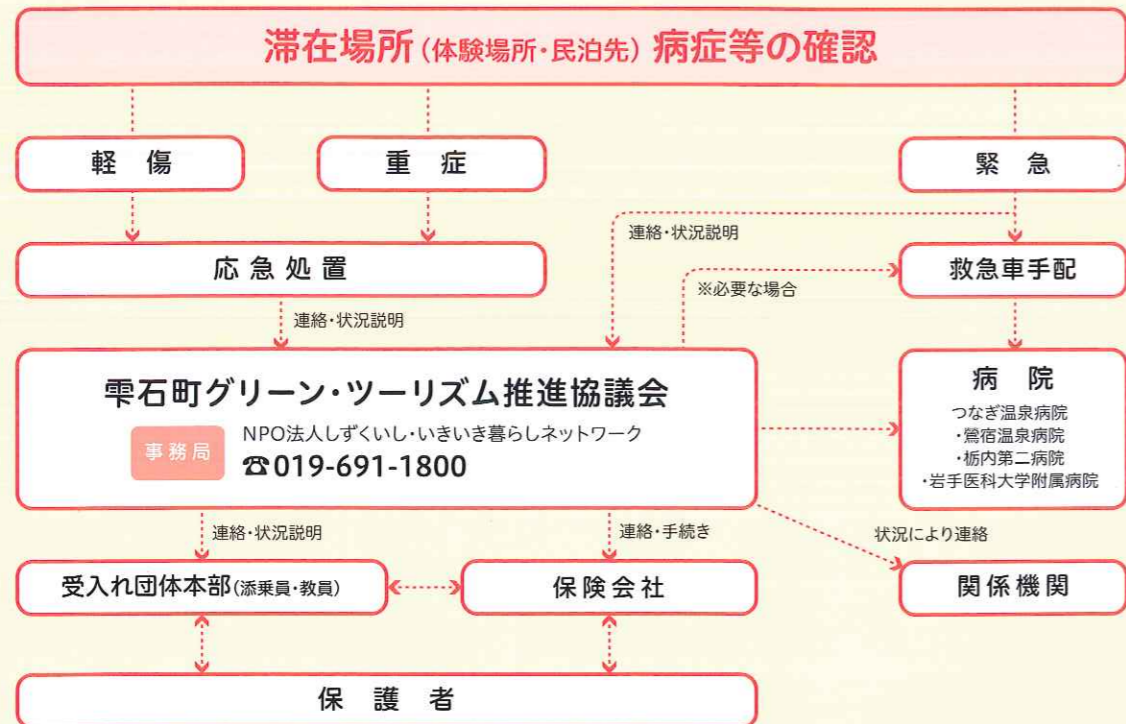 滞在場所(体験場所・民泊先)病症等の確認
軽傷
重症
緊急
連絡・状況説明
応急処置
※必要な場合
救急車手配
連絡・状況説明
雫石町グリーン・ツーリズム推進協議会
事務局
NPO法人しずくいし・いきいき暮らしネットワーク
☎019-691-1800
病院
つなぎ温泉病院
・鶯宿温泉病院
・栃内第二病院
・岩手医科大学附属病院
連絡・状況説明
連絡・手続き
状況により連絡
受入れ団体本部(添乗員・教員)
保険会社
関係機関
保護者